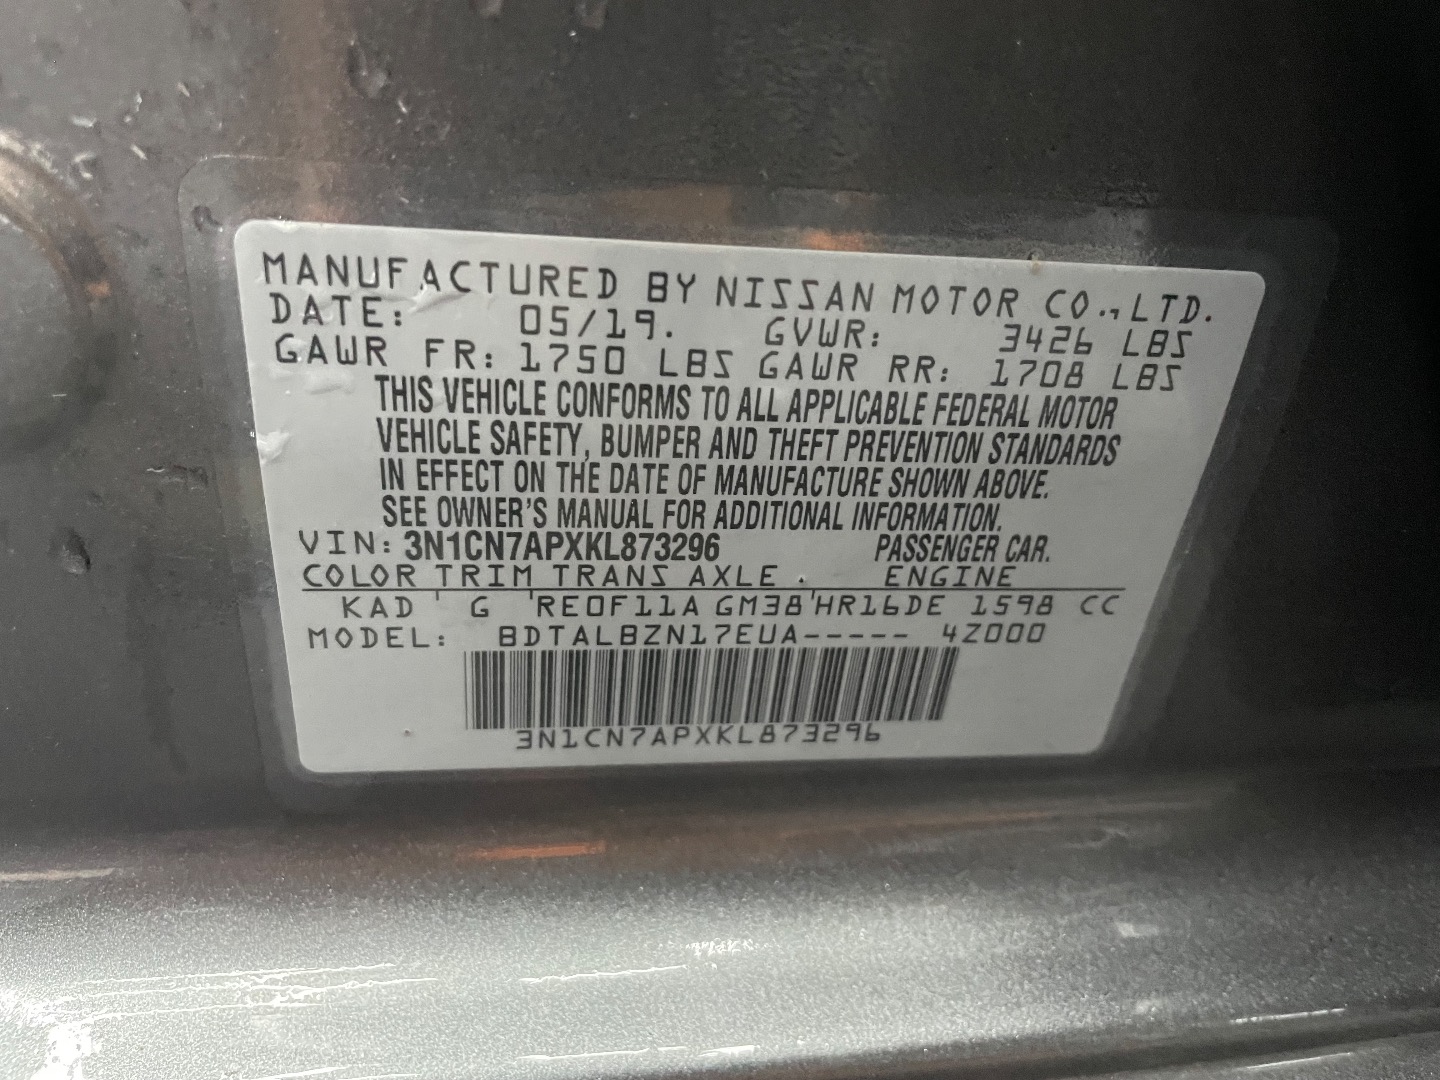 MANUFACTURED BY NISSAN MOTOR CO., LTD.
DATE: 05/19. GVWR: 3426 LBS
GAWR FR: 1750 LBS GAWR RR: 1708 LBS
THIS VEHICLE CONFORMS TO ALL APPLICABLE FEDERAL MOTOR
VEHICLE SAFETY, BUMPER AND THEFT PREVENTION STANDARDS
IN EFFECT ON THE DATE OF MANUFACTURE SHOWN ABOVE.
SEE OWNER'S MANUAL FOR ADDITIONAL INFORMATION.
VIN: 3N1CN7APXKL873296 PASSENGER CAR.
COLOR TRIM TRANS AXLE . ENGINE
KAD ' G 'RE0F11A GM38'HR16DE 1598 CC
MODEL: BDTALBZN17EUA----- 4Z000
3N1CN7APXKL873296